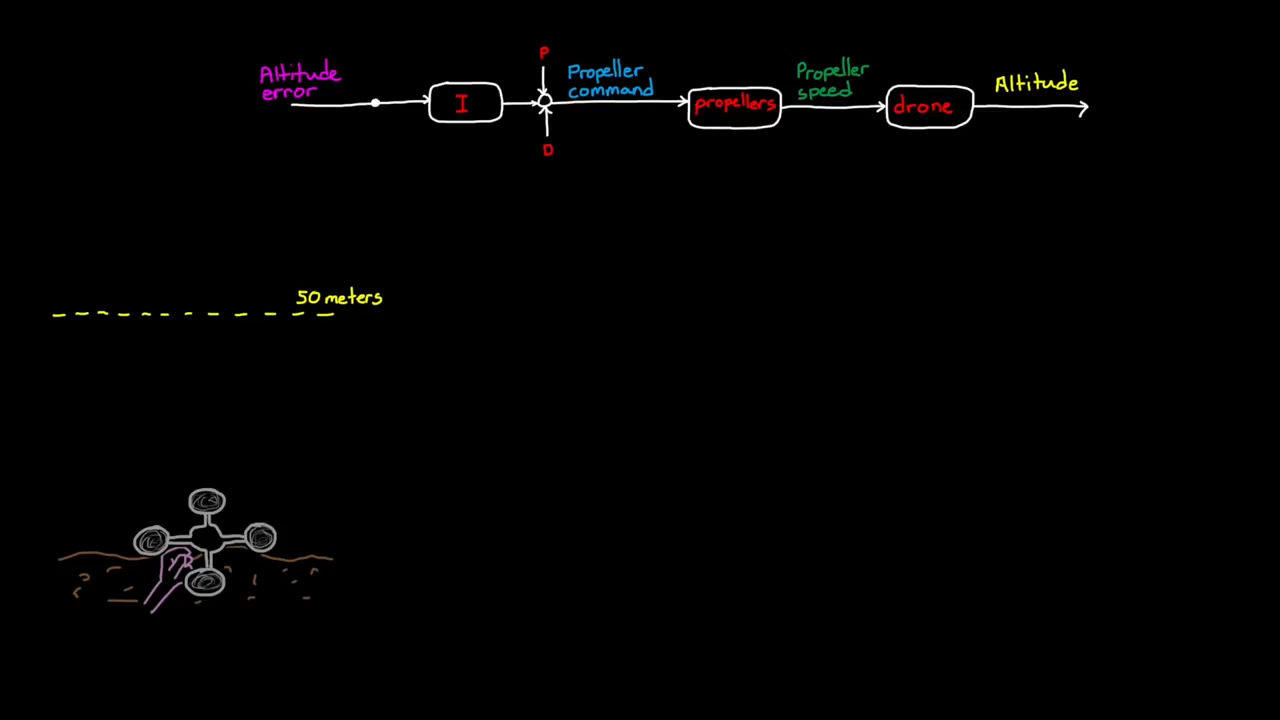 Altitude
error
I
P
D
Propeller
command
propellers
Propeller
speed
drone
Altitude
50 meters